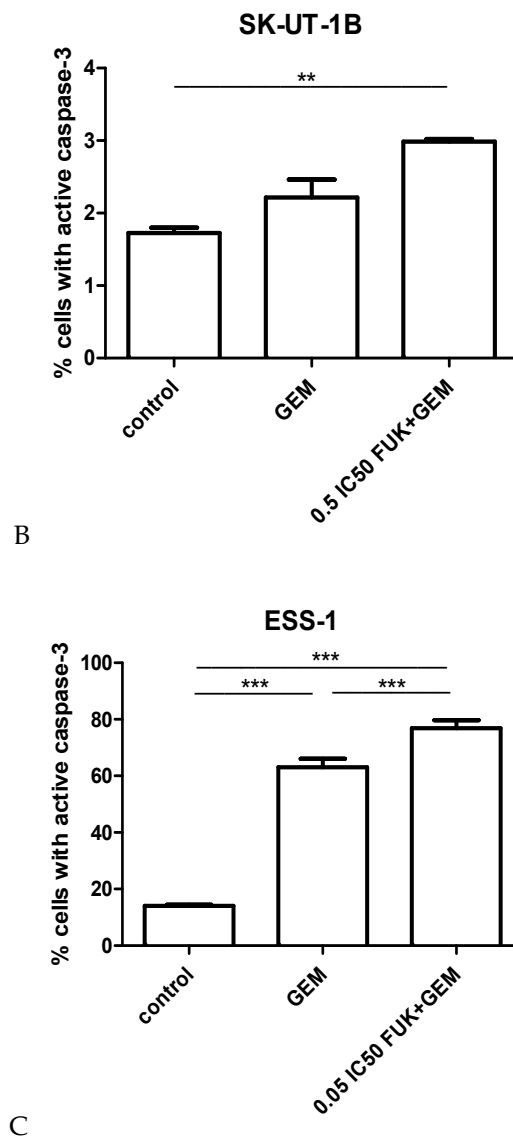 SK-UT-1B
% cells with active caspase-3
4
3
2
1
0
**
control
GEM
0.5 IC50 FUK+GEM
B
ESS-1
% cells with active caspase-3
100
80
60
40
20
0
***
***
***
control
GEM
0.05 IC50 FUK+GEM
C